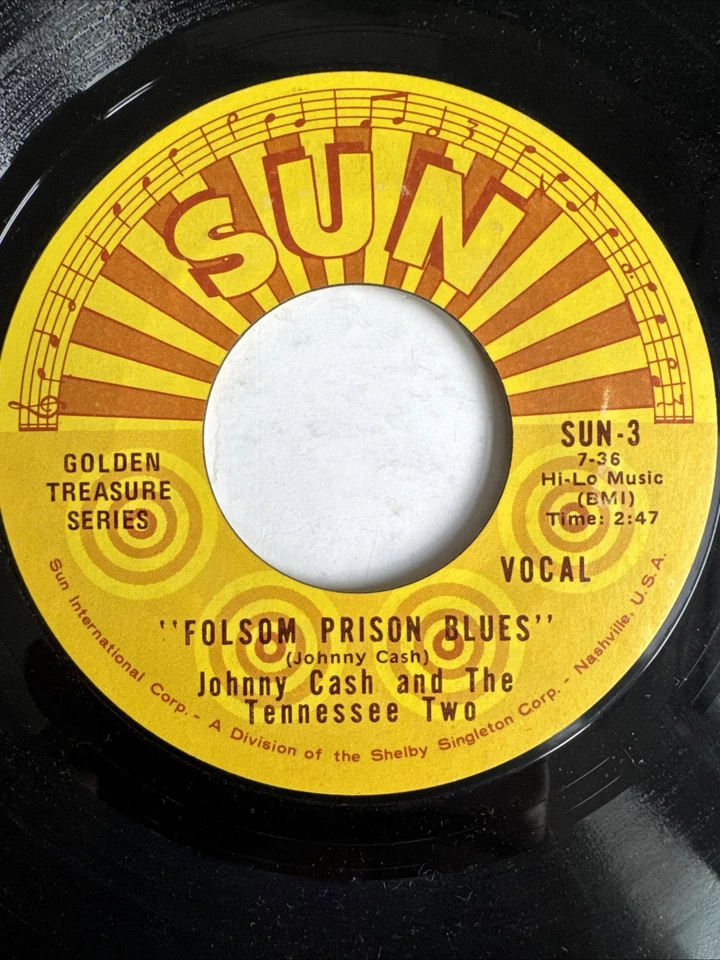 SUN
GOLDEN
TREASURE
SERIES
SUN-3
7-36
Hi-Lo Music
(BMI)
Time: 2:47
VOCAL
"FOLSOM PRISON BLUES"
(Johnny Cash)
Johnny Cash and The
Tennessee Two
Sun International Corp. - A Division of the Shelby Singleton Corp. - Nashville, U.S.A.